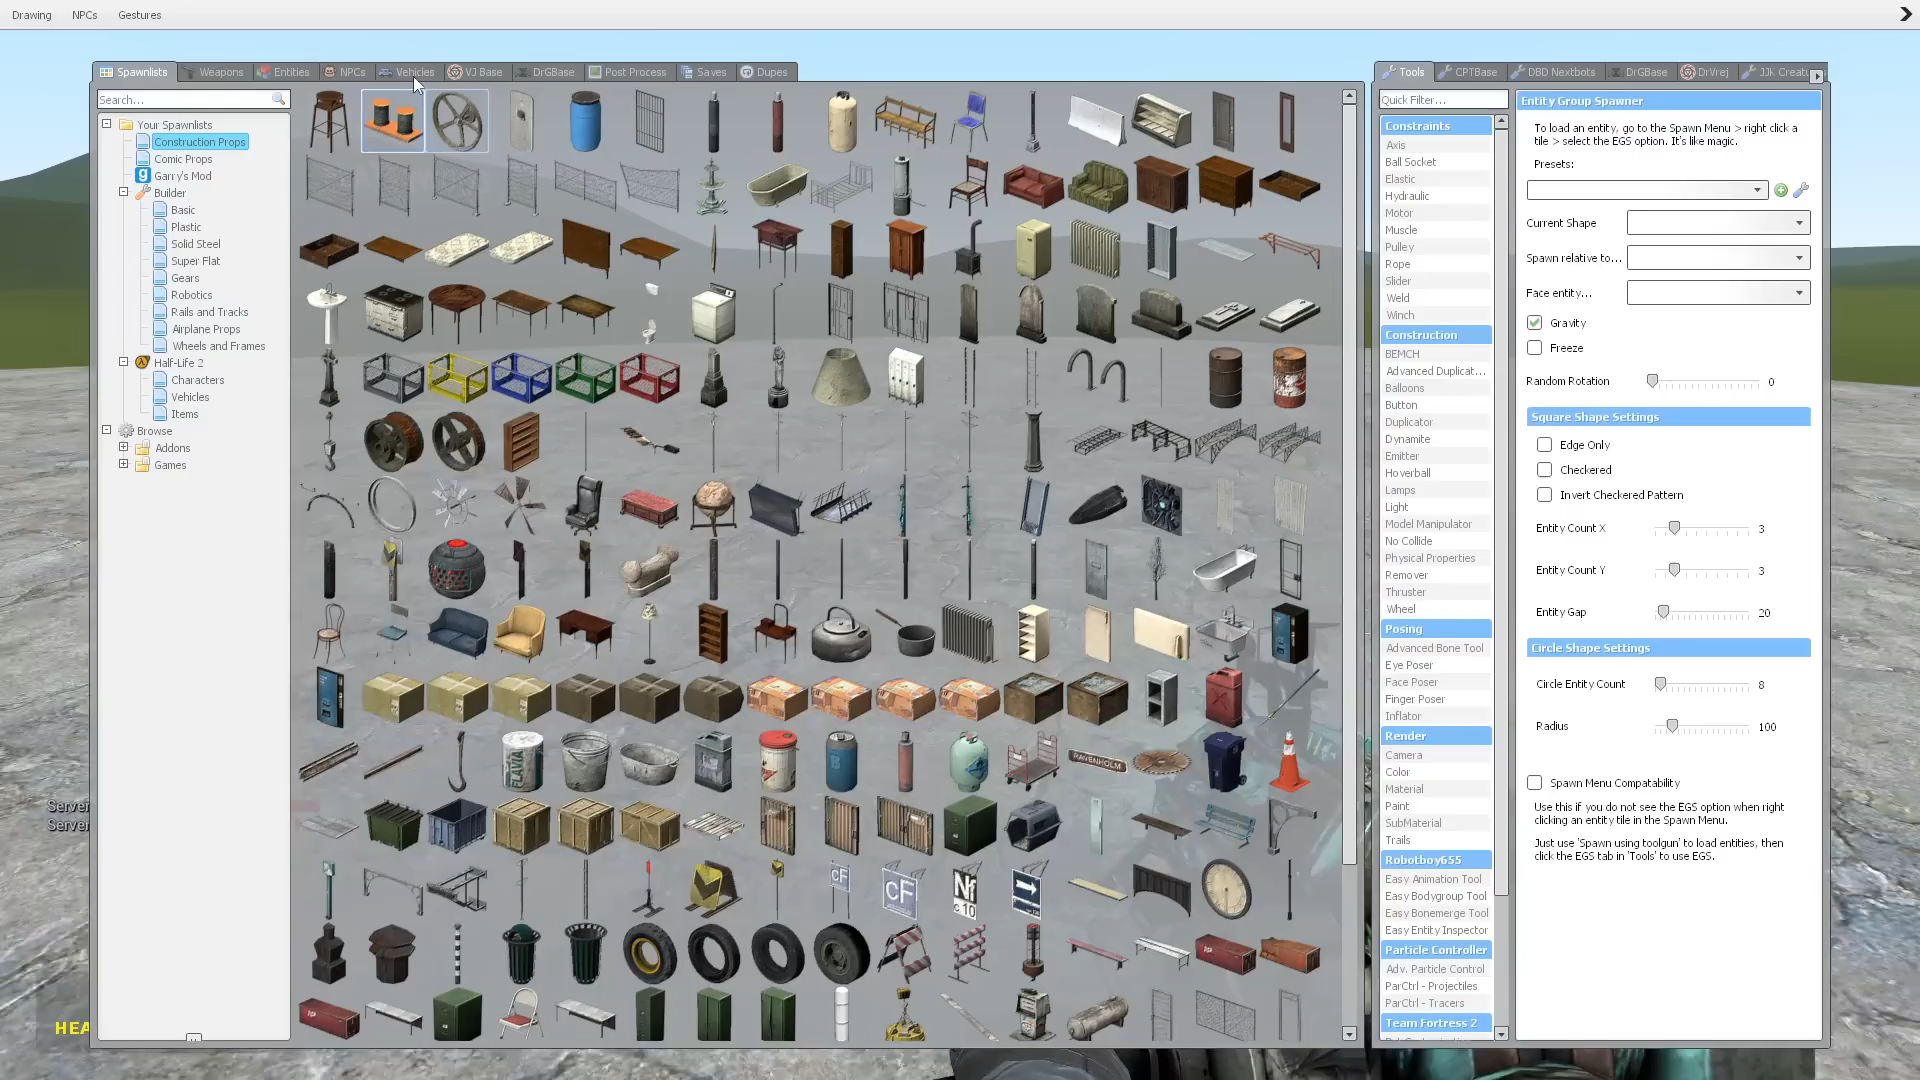 Drawing NPCs Gestures
Spawnlists Weapons Entities NPCs Vehicles VJ Base DrGBase Post Process Saves Dupes
Tools CPTBase DBD Nextbots DrGBase DrVrej JJK Creatu
Search...
Your Spawnlists
Construction Props
Comic Props
Garry's Mod
Builder
Basic
Plastic
Solid Steel
Super Flat
Gears
Robotics
Rails and Tracks
Airplane Props
Wheels and Frames
Half-Life 2
Characters
Vehicles
Items
Browse
Addons
Games
FLAVIA
RAVENHOLM
cF
cF
Nf
c 10
Server
Server
HEA
Quick Filter...
Constraints
Axis
Ball Socket
Elastic
Hydraulic
Motor
Muscle
Pulley
Rope
Slider
Weld
Winch
Construction
BEMCH
Advanced Duplicat...
Balloons
Button
Duplicator
Dynamite
Emitter
Hoverball
Lamps
Light
Model Manipulator
No Collide
Physical Properties
Remover
Thruster
Wheel
Posing
Advanced Bone Tool
Eye Poser
Face Poser
Finger Poser
Inflator
Render
Camera
Color
Material
Paint
SubMaterial
Trails
Robotboy655
Easy Animation Tool
Easy Bodygroup Tool
Easy Bonemerge Tool
Easy Entity Inspector
Particle Controller
Adv. Particle Control
ParCtrl - Projectiles
ParCtrl - Tracers
Team Fortress 2
Entity Group Spawner
To load an entity, go to the Spawn Menu > right click a
tile > select the EGS option. It's like magic.
Presets:
Current Shape
Spawn relative to...
Face entity...
Gravity
Freeze
Random Rotation 0
Square Shape Settings
Edge Only
Checkered
Invert Checkered Pattern
Entity Count X 3
Entity Count Y 3
Entity Gap 20
Circle Shape Settings
Circle Entity Count 8
Radius 100
Spawn Menu Compatability
Use this if you do not see the EGS option when right
clicking an entity tile in the Spawn Menu.
Just use 'Spawn using toolgun' to load entities, then
click the EGS tab in 'Tools' to use EGS.